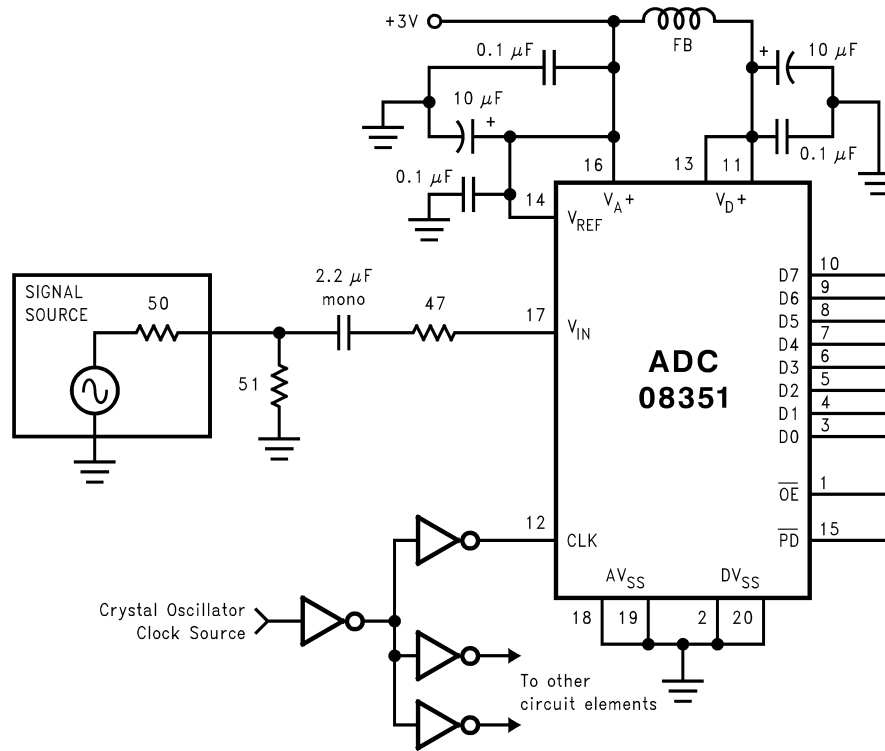 +3V
FB
0.1 μF
+ 10 μF
10 μF +
0.1 μF
0.1 μF
16
13
11
14
VA+
VD+
VREF
SIGNAL
SOURCE
50
2.2 μF
mono
47
17
VIN
51
ADC
08351
D7 10
D6 9
D5 8
D4 7
D3 6
D2 5
D1 4
D0 3
OE 1
PD 15
12
CLK
AVSS
DVSS
18
19
2
20
Crystal Oscillator
Clock Source
To other
circuit elements